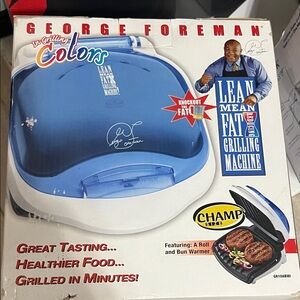 GEORGE FOREMAN
Grilling
Colors
KNOCKOUT
THE
FAT!
LEAN
MEAN
FAT
GRILLING
MACHINE
CHAMP
Featuring: A Roll
and Bun Warmer
GREAT TASTING...
HEALTHIER FOOD...
GRILLED IN MINUTES!